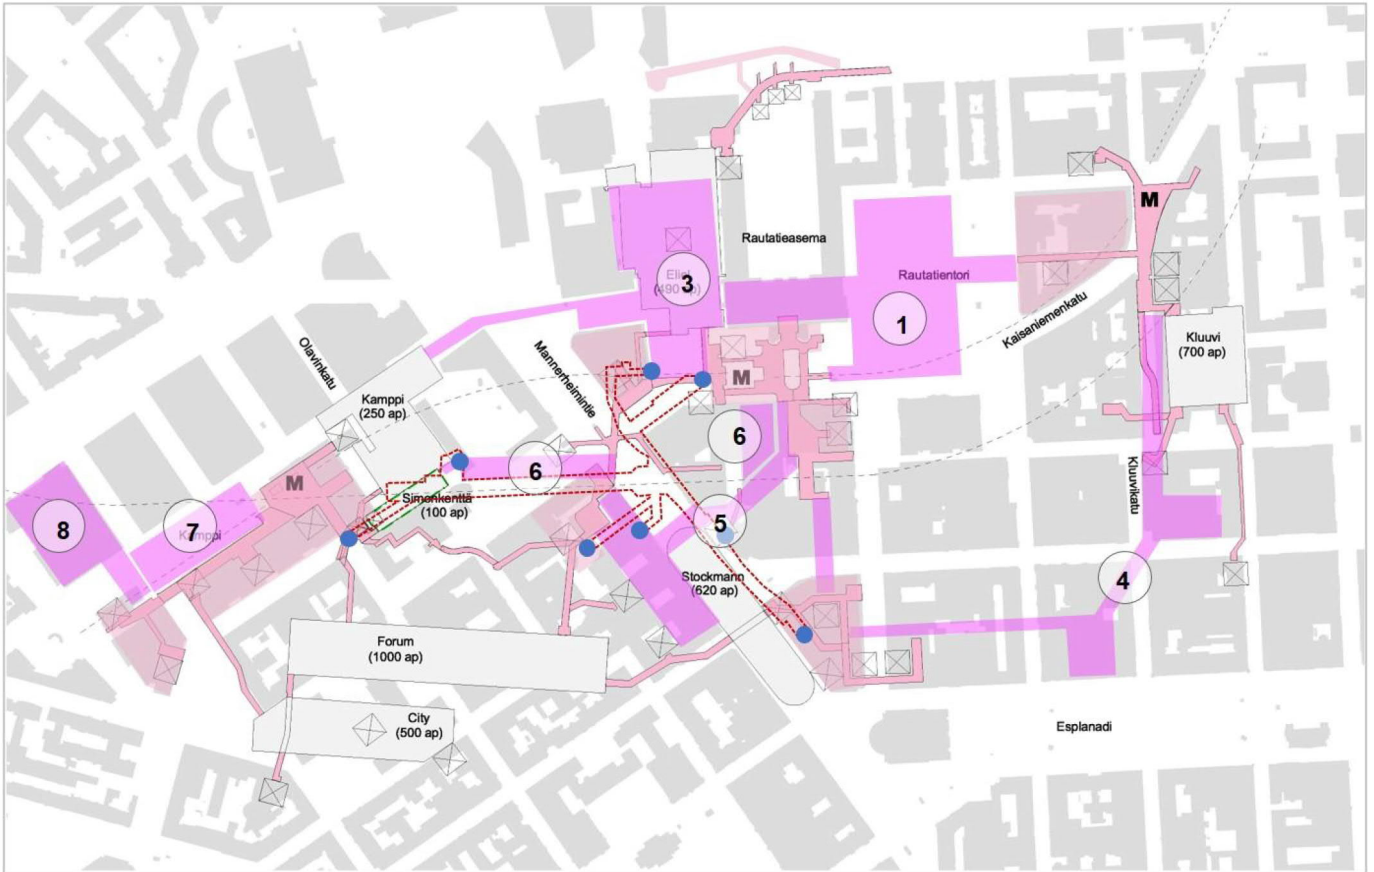 M
Rautatieasema
Rautatientori
Eliel
(490 ap)
3
1
Kaisaniemenkatu
Kluuvi
(700 ap)
Olavinkatu
Mannerheimintie
M
Kamppi
(250 ap)
6
6
Kluuvikatu
M
Simonkenttä
(100 ap)
8
7
Kamppi
5
4
Stockmann
(620 ap)
Forum
(1000 ap)
City
(500 ap)
Esplanadi